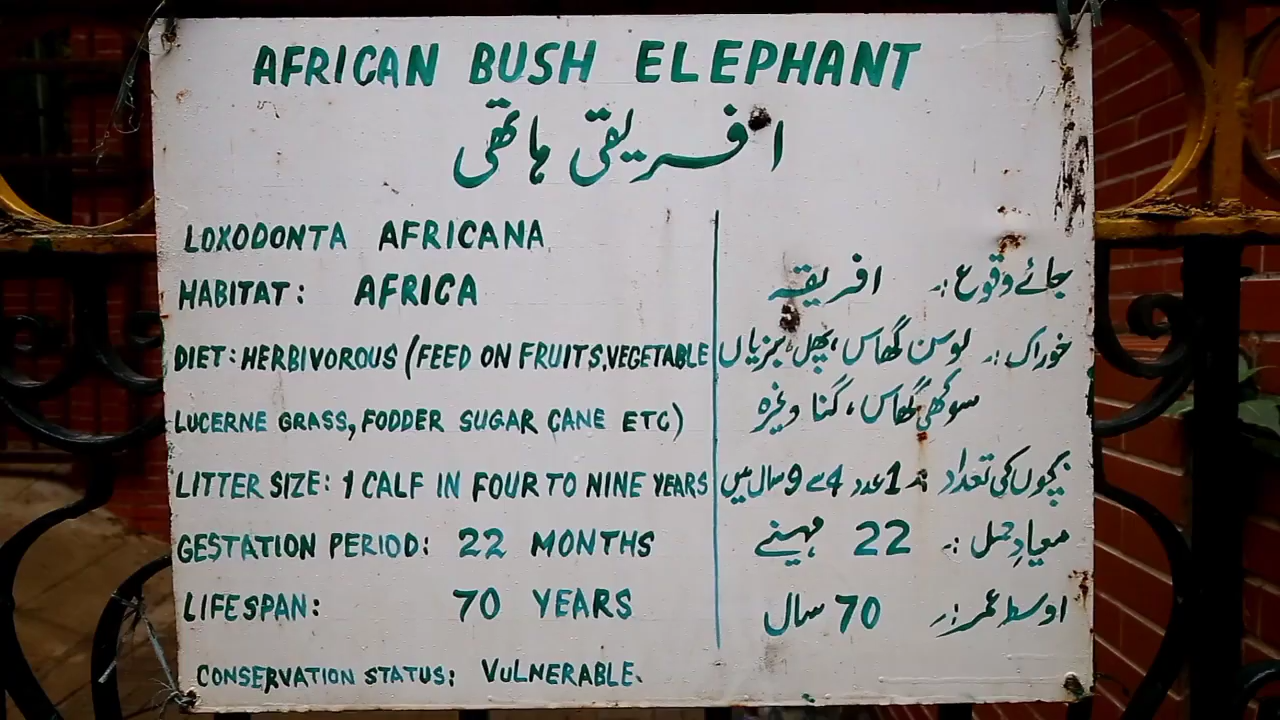 AFRICAN BUSH ELEPHANT
افریقی ہاتھی
LOXODONTA AFRICANA
HABITAT: AFRICA
جائے وقوع:۔ افریقہ
DIET: HERBIVOROUS (FEED ON FRUITS, VEGETABLE
خوراک:۔ لوسن گھاس، پھل، سبزیاں
LUCERNE GRASS, FODDER SUGAR CANE ETC)
سوکھی گھاس، گنا وغیرہ
LITTER SIZE: 1 CALF IN FOUR TO NINE YEARS
بچوں کی تعداد:۔ 1 عدد 4 سے 9 سال میں
GESTATION PERIOD: 22 MONTHS
میعادِ حمل:۔ 22 مہینے
LIFESPAN: 70 YEARS
اوسط عمر:۔ 70 سال
CONSERVATION STATUS: VULNERABLE.